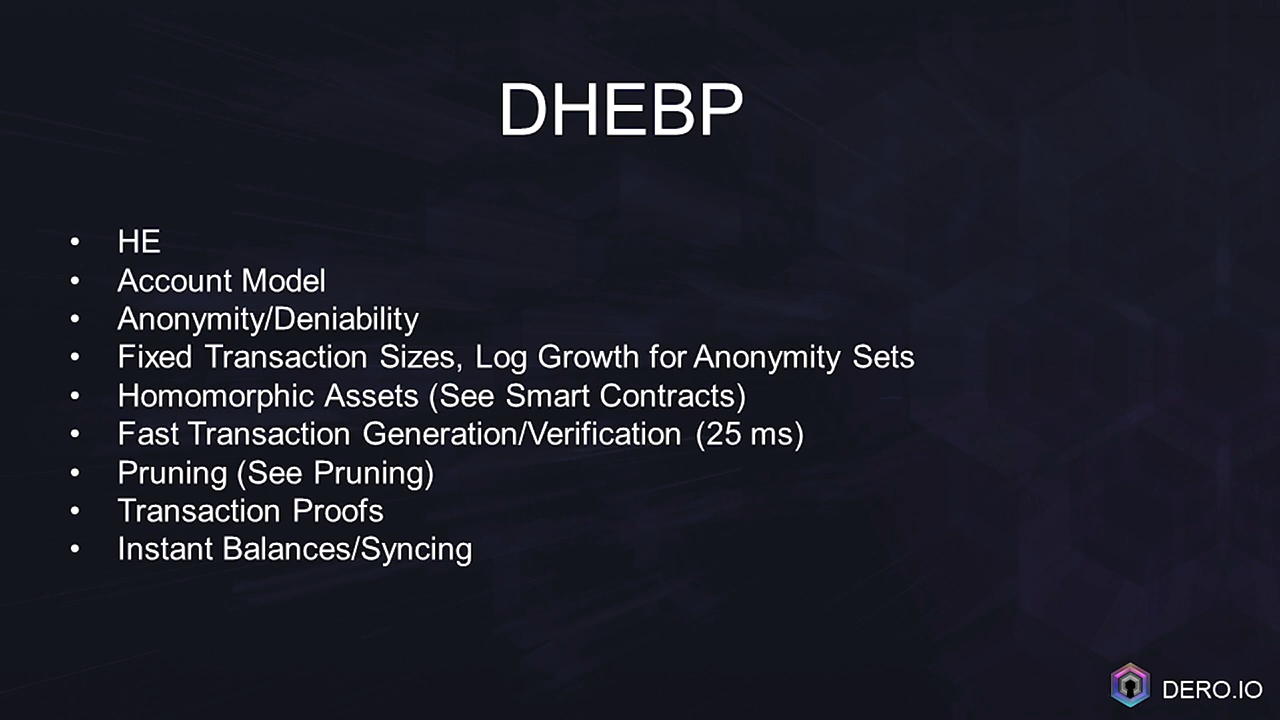 DHEBP
• HE
• Account Model
• Anonymity/Deniability
• Fixed Transaction Sizes, Log Growth for Anonymity Sets
• Homomorphic Assets (See Smart Contracts)
• Fast Transaction Generation/Verification (25 ms)
• Pruning (See Pruning)
• Transaction Proofs
• Instant Balances/Syncing
DERO.IO